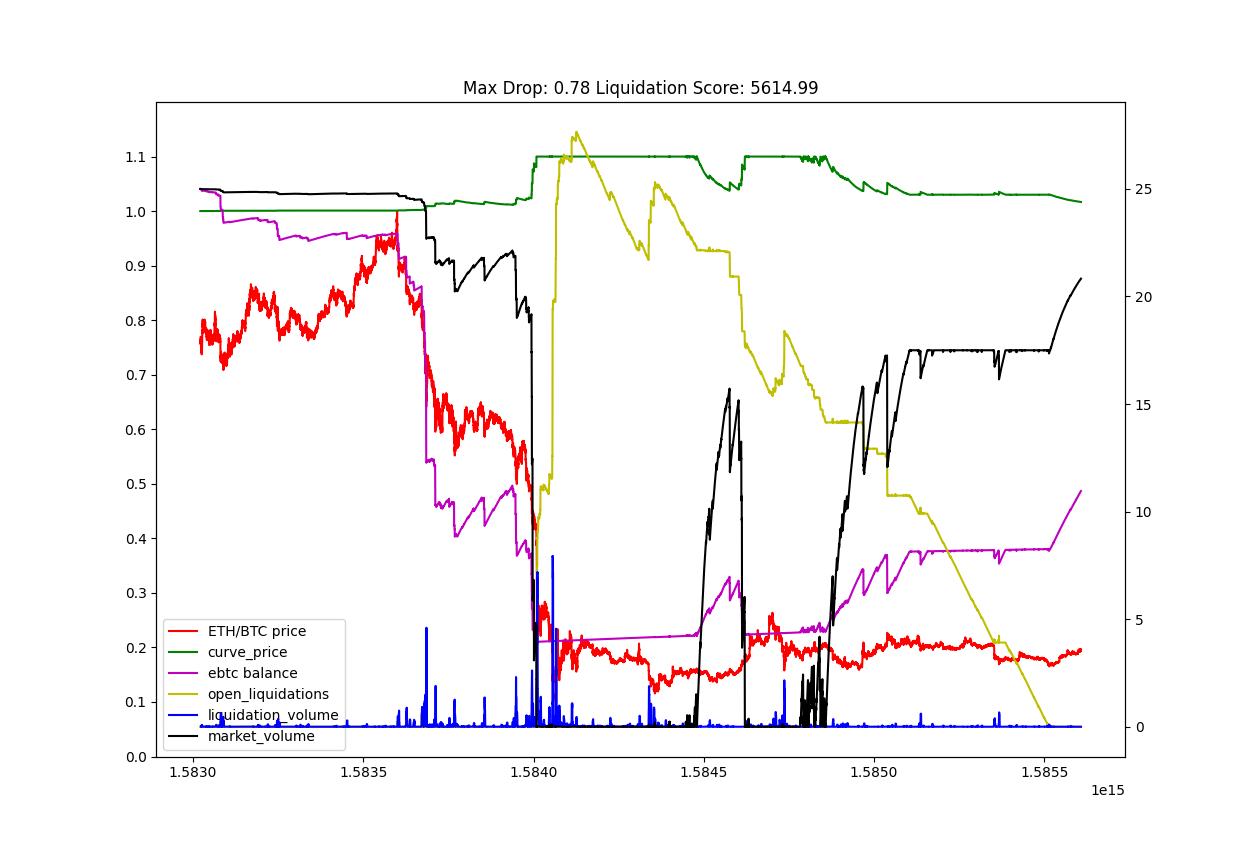 Max Drop: 0.78 Liquidation Score: 5614.99
1.1
1.0
0.9
0.8
0.7
0.6
0.5
0.4
0.3
0.2
0.1
0.0
25
20
15
10
5
0
ETH/BTC price
curve_price
ebtc balance
open_liquidations
liquidation_volume
market_volume
1.5830 1.5835 1.5840 1.5845 1.5850 1.5855
1e15